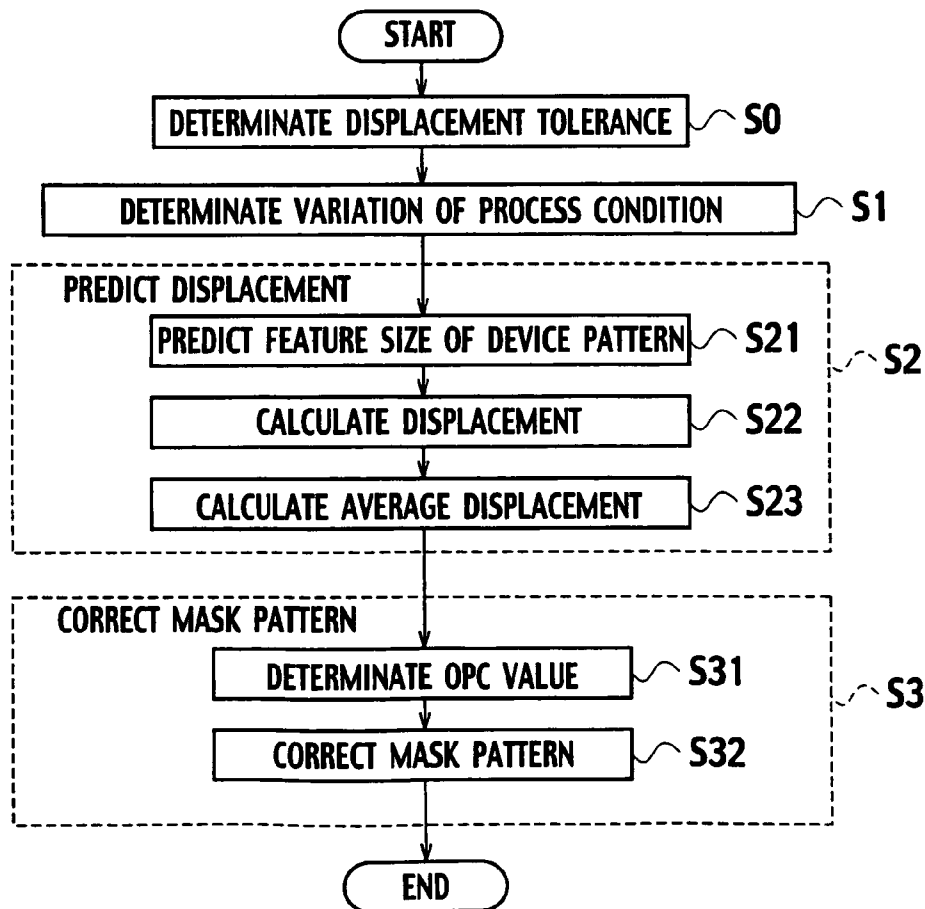 START
DETERMINATE DISPLACEMENT TOLERANCE S0
DETERMINATE VARIATION OF PROCESS CONDITION S1
PREDICT DISPLACEMENT
PREDICT FEATURE SIZE OF DEVICE PATTERN S21
S2
CALCULATE DISPLACEMENT S22
CALCULATE AVERAGE DISPLACEMENT S23
CORRECT MASK PATTERN
DETERMINATE OPC VALUE S31
S3
CORRECT MASK PATTERN S32
END